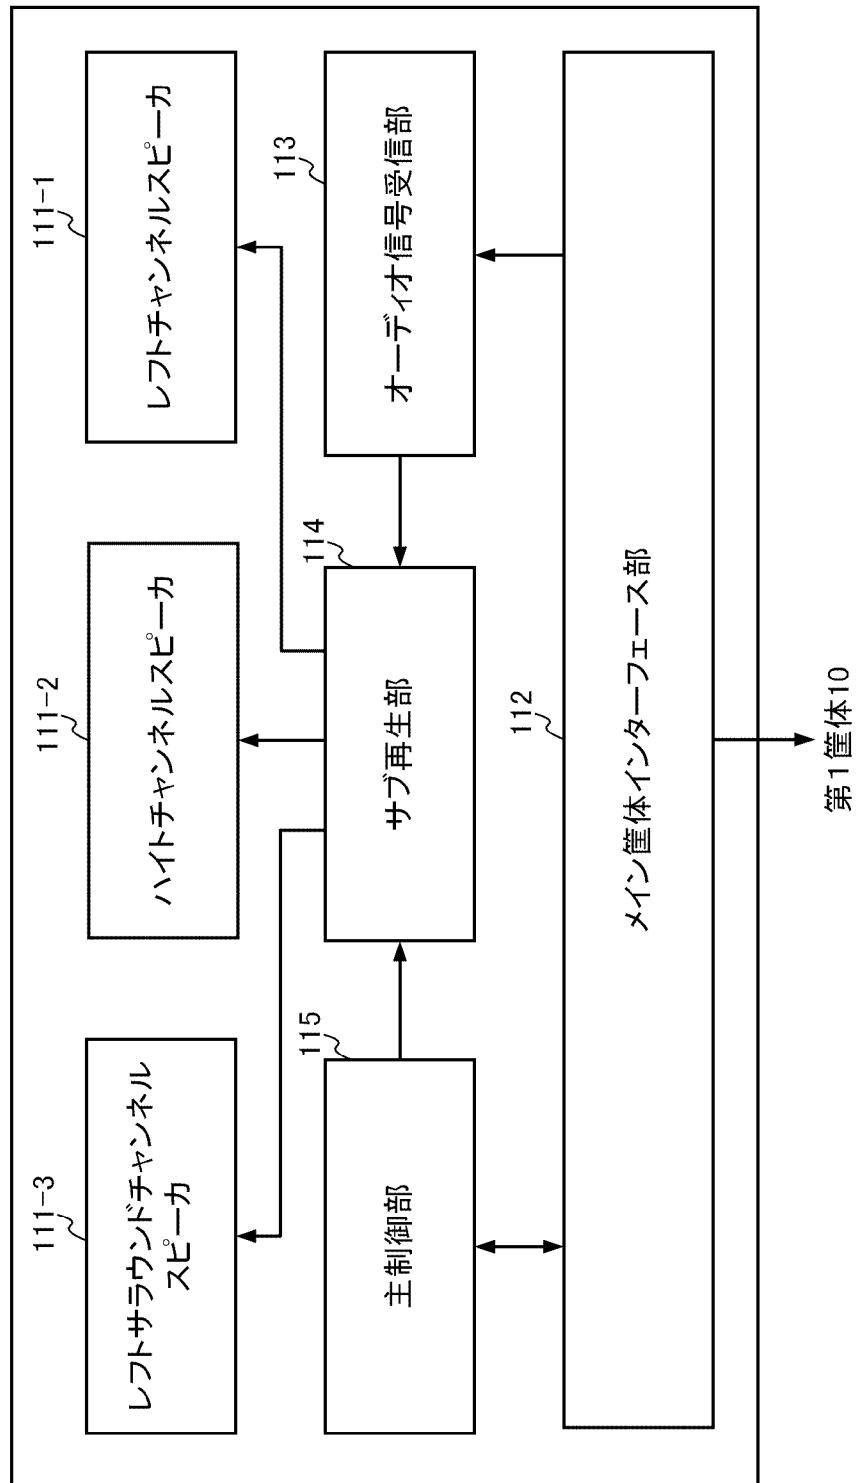 111-3
レフトサラウンドチャンネル
スピーカ
111-2
ハイトチャンネルスピーカ
111-1
レフトチャンネルスピーカ
115
主制御部
114
サブ再生部
113
オーディオ信号受信部
112
メイン筐体インターフェース部
第1筐体10